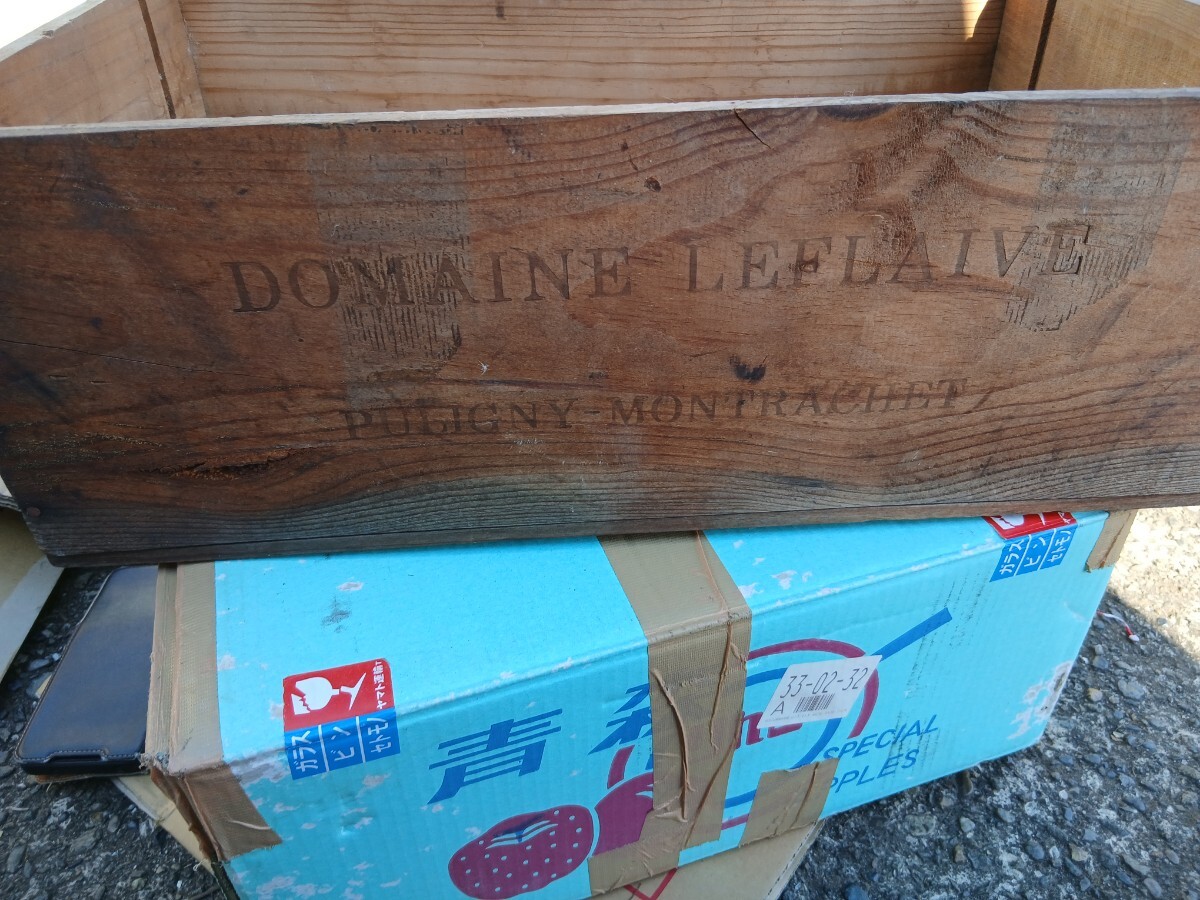 DOMAINE LEFLAIVE
PULIGNY-MONTRACHET
ガラス
ビン
セトモノ
ヤマト運輸
ガラス
ビン
セトモノ
青森
33-02-32
A
SPECIAL
PPLES